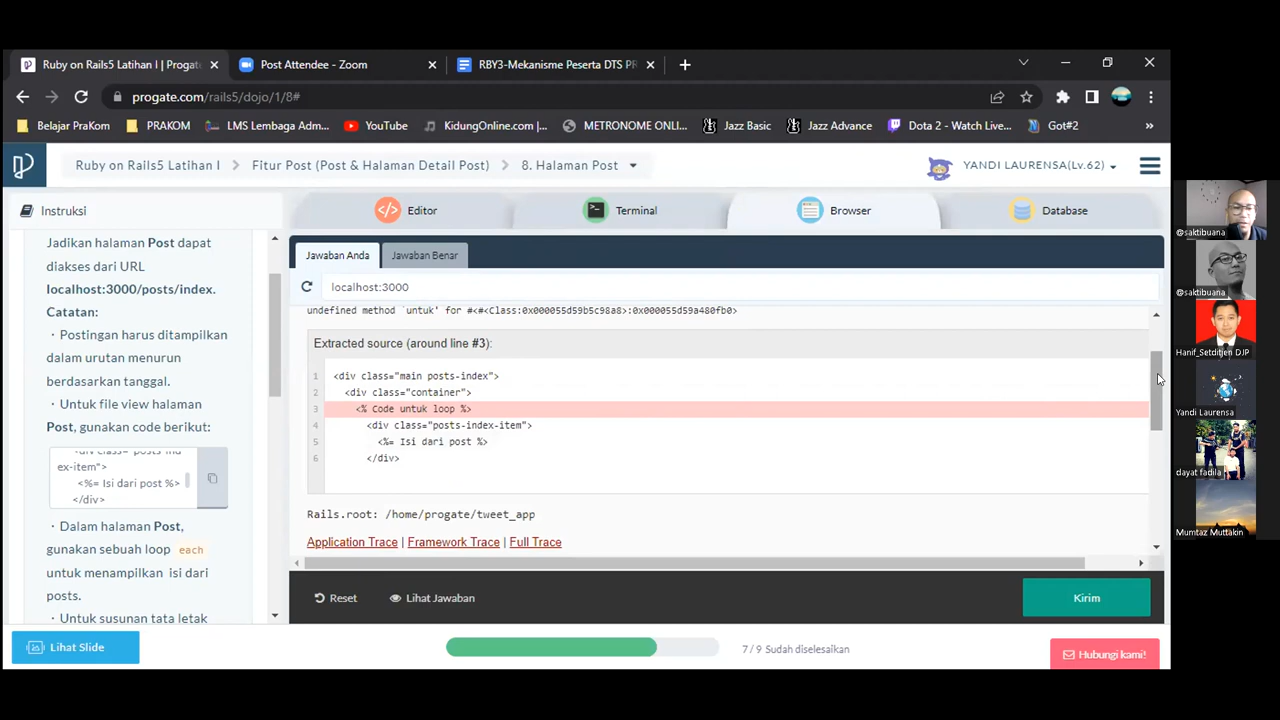 Ruby on Rails5 Latihan I | Progat
Post Attendee - Zoom
RBY3-Mekanisme Peserta DTS PR
progate.com/rails5/dojo/1/8#
Belajar PraKom
PRAKOM
LMS Lembaga Adm...
YouTube
KidungOnline.com |...
METRONOME ONLI...
Jazz Basic
Jazz Advance
Dota 2 - Watch Live...
Got#2
»
Ruby on Rails5 Latihan I
Fitur Post (Post & Halaman Detail Post)
8. Halaman Post
YANDI LAURENSA(Lv.62)
Instruksi
Editor
Terminal
Browser
Database
Jadikan halaman Post dapat
diakses dari URL
localhost:3000/posts/index.
Catatan:
· Postingan harus ditampilkan
dalam urutan menurun
berdasarkan tanggal.
· Untuk file view halaman
Post, gunakan code berikut:
<div class="posts-ind
ex-item">
<%= Isi dari post %>
</div>
· Dalam halaman Post,
gunakan sebuah loop each
untuk menampilkan isi dari
posts.
· Untuk susunan tata letak
Jawaban Anda
Jawaban Benar
localhost:3000
undefined method `untuk' for #<#<Class:0x000055d59b5c98a8>:0x000055d59a480fb0>
Extracted source (around line #3):
1 <div class="main posts-index">
2 <div class="container">
3 <% Code untuk loop %>
4 <div class="posts-index-item">
5 <%= Isi dari post %>
6 </div>
Rails.root: /home/progate/tweet_app
Application Trace | Framework Trace | Full Trace
Reset
Lihat Jawaban
Kirim
Lihat Slide
7 / 9 Sudah diselesaikan
Hubungi kami!
@saktibuana
@saktibuana
Hanif_Setditjen DJP
Yandi Laurensa
dayat fadila
Mumtaz Muttakin